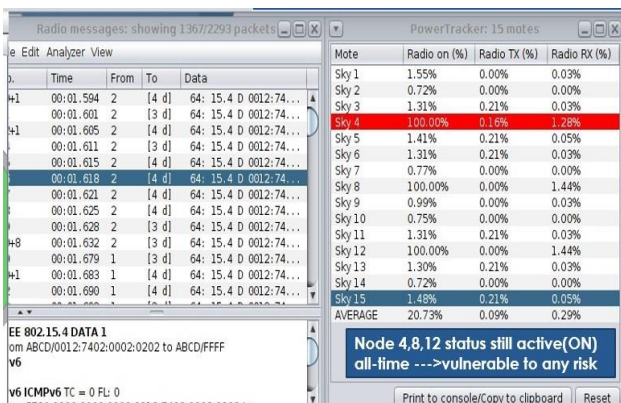 Radio messages: showing 1367/2293 packets
e Edit Analyzer View
Time From To Data
+1 00:01.594 2 [4 d] 64: 15.4 D 0012:74...
00:01.601 2 [3 d] 64: 15.4 D 0012:74...
+1 00:01.605 2 [4 d] 64: 15.4 D 0012:74...
00:01.611 2 [3 d] 64: 15.4 D 0012:74...
00:01.615 2 [4 d] 64: 15.4 D 0012:74...
00:01.618 2 [4 d] 64: 15.4 D 0012:74...
00:01.621 2 [4 d] 64: 15.4 D 0012:74...
00:01.625 2 [4 d] 64: 15.4 D 0012:74...
00:01.628 2 [3 d] 64: 15.4 D 0012:74...
+8 00:01.632 2 [3 d] 64: 15.4 D 0012:74...
00:01.679 1 [3 d] 64: 15.4 D 0012:74...
+1 00:01.683 1 [4 d] 64: 15.4 D 0012:74...
00:01.690 1 [4 d] 64: 15.4 D 0012:74...
EE 802.15.4 DATA 1
om ABCD/0012:7402:0002:0202 to ABCD/FFFF
v6
v6 ICMPv6 TC = 0 FL: 0
PowerTracker: 15 motes
Mote Radio on (%) Radio TX (%) Radio RX (%)
Sky 1 1.55% 0.00% 0.03%
Sky 2 0.72% 0.00% 0.00%
Sky 3 1.31% 0.21% 0.03%
Sky 4 100.00% 0.16% 1.28%
Sky 5 1.41% 0.21% 0.05%
Sky 6 1.31% 0.21% 0.03%
Sky 7 0.77% 0.00% 0.00%
Sky 8 100.00% 0.00% 1.44%
Sky 9 0.99% 0.00% 0.03%
Sky 10 0.75% 0.00% 0.00%
Sky 11 1.31% 0.21% 0.03%
Sky 12 100.00% 0.00% 1.44%
Sky 13 1.30% 0.21% 0.03%
Sky 14 0.72% 0.00% 0.00%
Sky 15 1.48% 0.21% 0.05%
AVERAGE 20.73% 0.09% 0.29%
Node 4,8,12 status still active(ON)
all-time --->vulnerable to any risk
Print to console/Copy to clipboard Reset